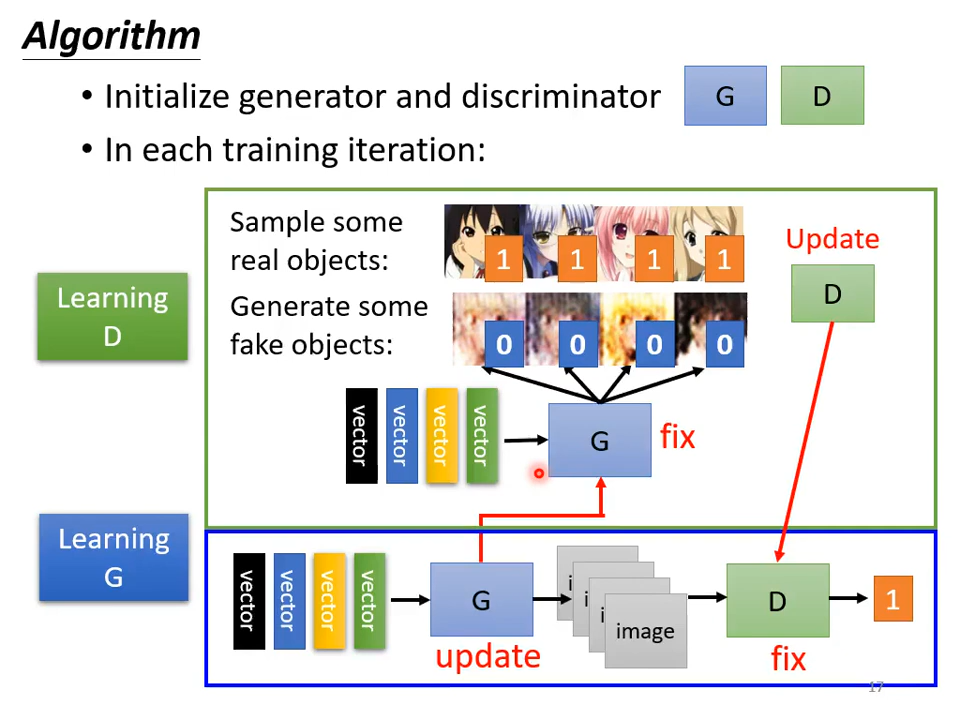 Algorithm
• Initialize generator and discriminator
G
D
• In each training iteration:
Learning
D
Sample some
real objects:
1
1
1
1
Update
D
Generate some
fake objects:
0
0
0
0
vector
vector
vector
vector
G
fix
Learning
G
vector
vector
vector
vector
G
update
i
i
i
image
D
fix
1
17